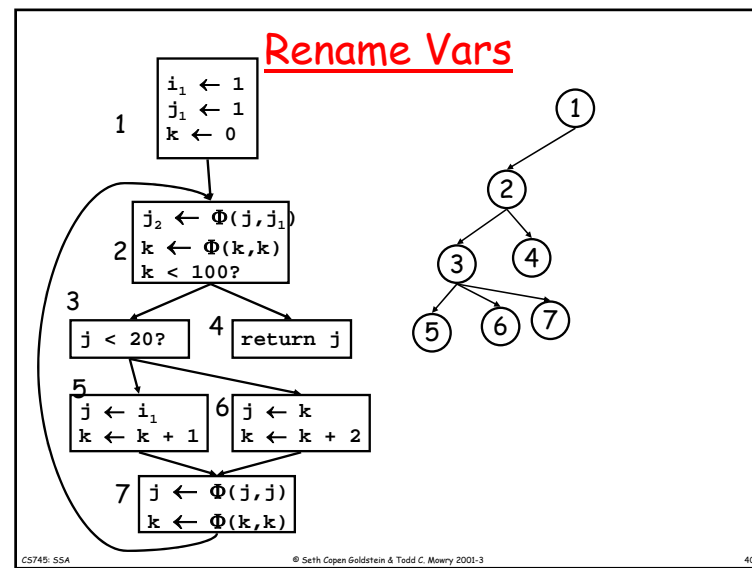 Rename Vars
1
i₁ ← 1
j₁ ← 1
k ← 0
2
j₂ ← Φ(j,j₁)
k ← Φ(k,k)
k < 100?
3
j < 20?
4
return j
5
j ← i₁
k ← k + 1
6
j ← k
k ← k + 2
7
j ← Φ(j,j)
k ← Φ(k,k)
1
2
3
4
5
6
7
CS745: SSA
© Seth Copen Goldstein & Todd C. Mowry 2001-3
40